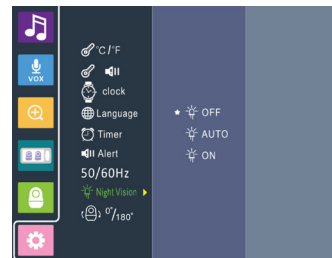 °C/°F
VOX
clock
Language
OFF
Timer
AUTO
Alert
ON
50/60Hz
Night Vision
0°/180°